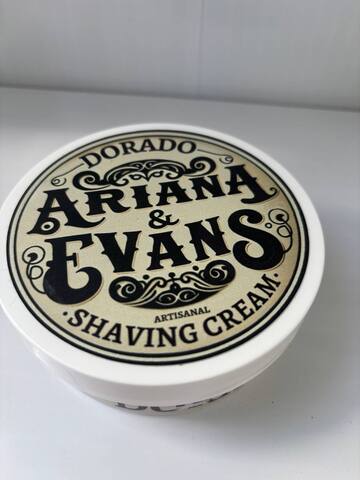 DORADO
ARIANA
&
EVANS
ARTISANAL
· SHAVING CREAM ·